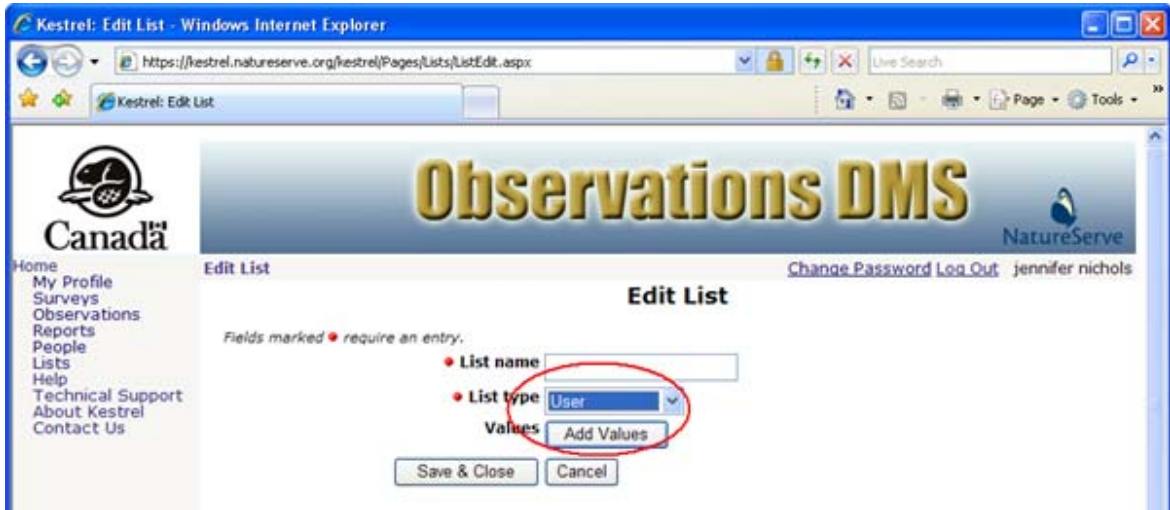 Kestrel: Edit List - Windows Internet Explorer
https://kestrel.natureserve.org/kestrel/Pages/Lists/ListEdit.aspx
Live Search
Kestrel: Edit List
Page
Tools
Canada
Observations DMS
NatureServe
Home
My Profile
Surveys
Observations
Reports
People
Lists
Help
Technical Support
About Kestrel
Contact Us
Edit List
Change Password Log Out jennifer nichols
Edit List
Fields marked require an entry.
List name
List type User
Values Add Values
Save & Close Cancel